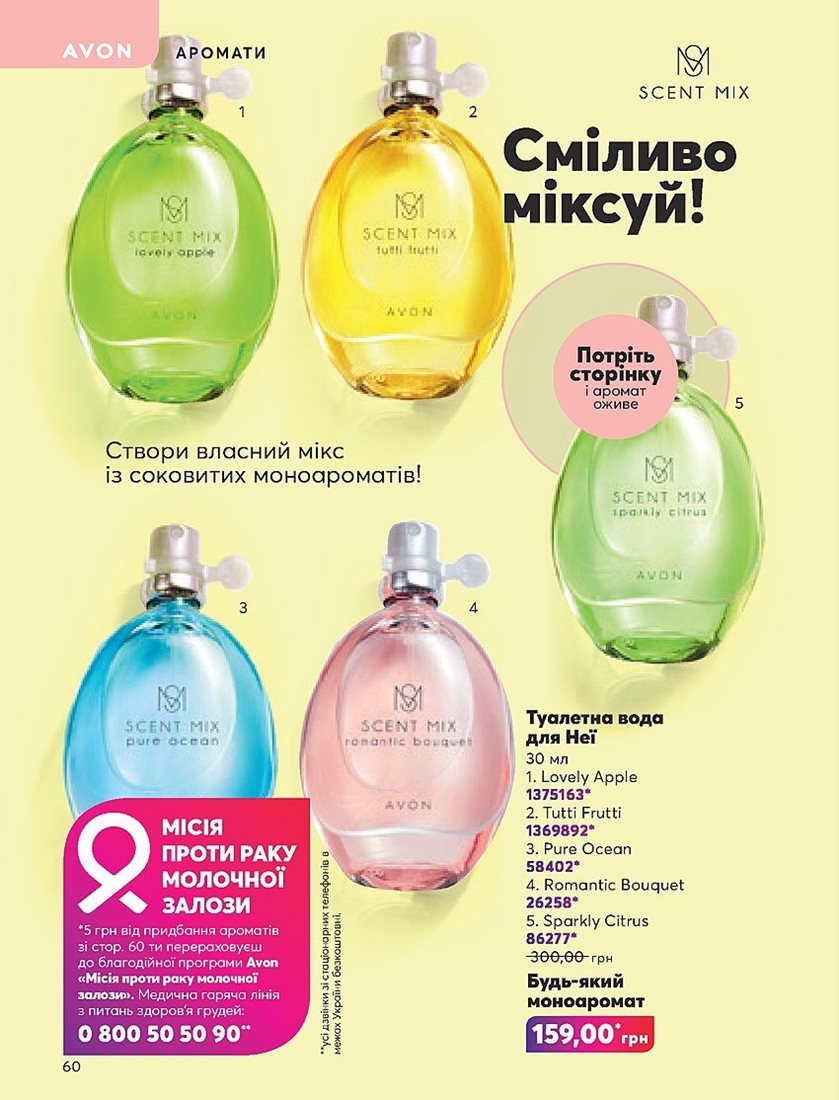 AVON
АРОМАТИ
SCENT MIX
Сміливо
міксуй!
1
SCENT MIX
lovely apple
AVON
2
SCENT MIX
tutti frutti
AVON
Потріть
сторінку
і аромат
оживе
5
SCENT MIX
sparkly citrus
AVON
Створи власний мікс
із соковитих моноароматів!
3
SCENT MIX
pure ocean
4
SCENT MIX
romantic bouquet
AVON
Туалетна вода
для Неї
30 мл
1. Lovely Apple
1375163*
2. Tutti Frutti
1369892*
3. Pure Ocean
58402*
4. Romantic Bouquet
26258*
5. Sparkly Citrus
86277*
300,00 грн
Будь-який
моноаромат
159,00* грн
МІСІЯ
ПРОТИ РАКУ
МОЛОЧНОЇ
ЗАЛОЗИ
*5 грн від придбання ароматів
зі стор. 60 ти перераховуєш
до благодійної програми Avon
«Місія проти раку молочної
залози». Медична гаряча лінія
з питань здоров'я грудей:
0 800 50 50 90**
**усі дзвінки зі стаціонарних телефонів в
межах України безкоштовні.
60